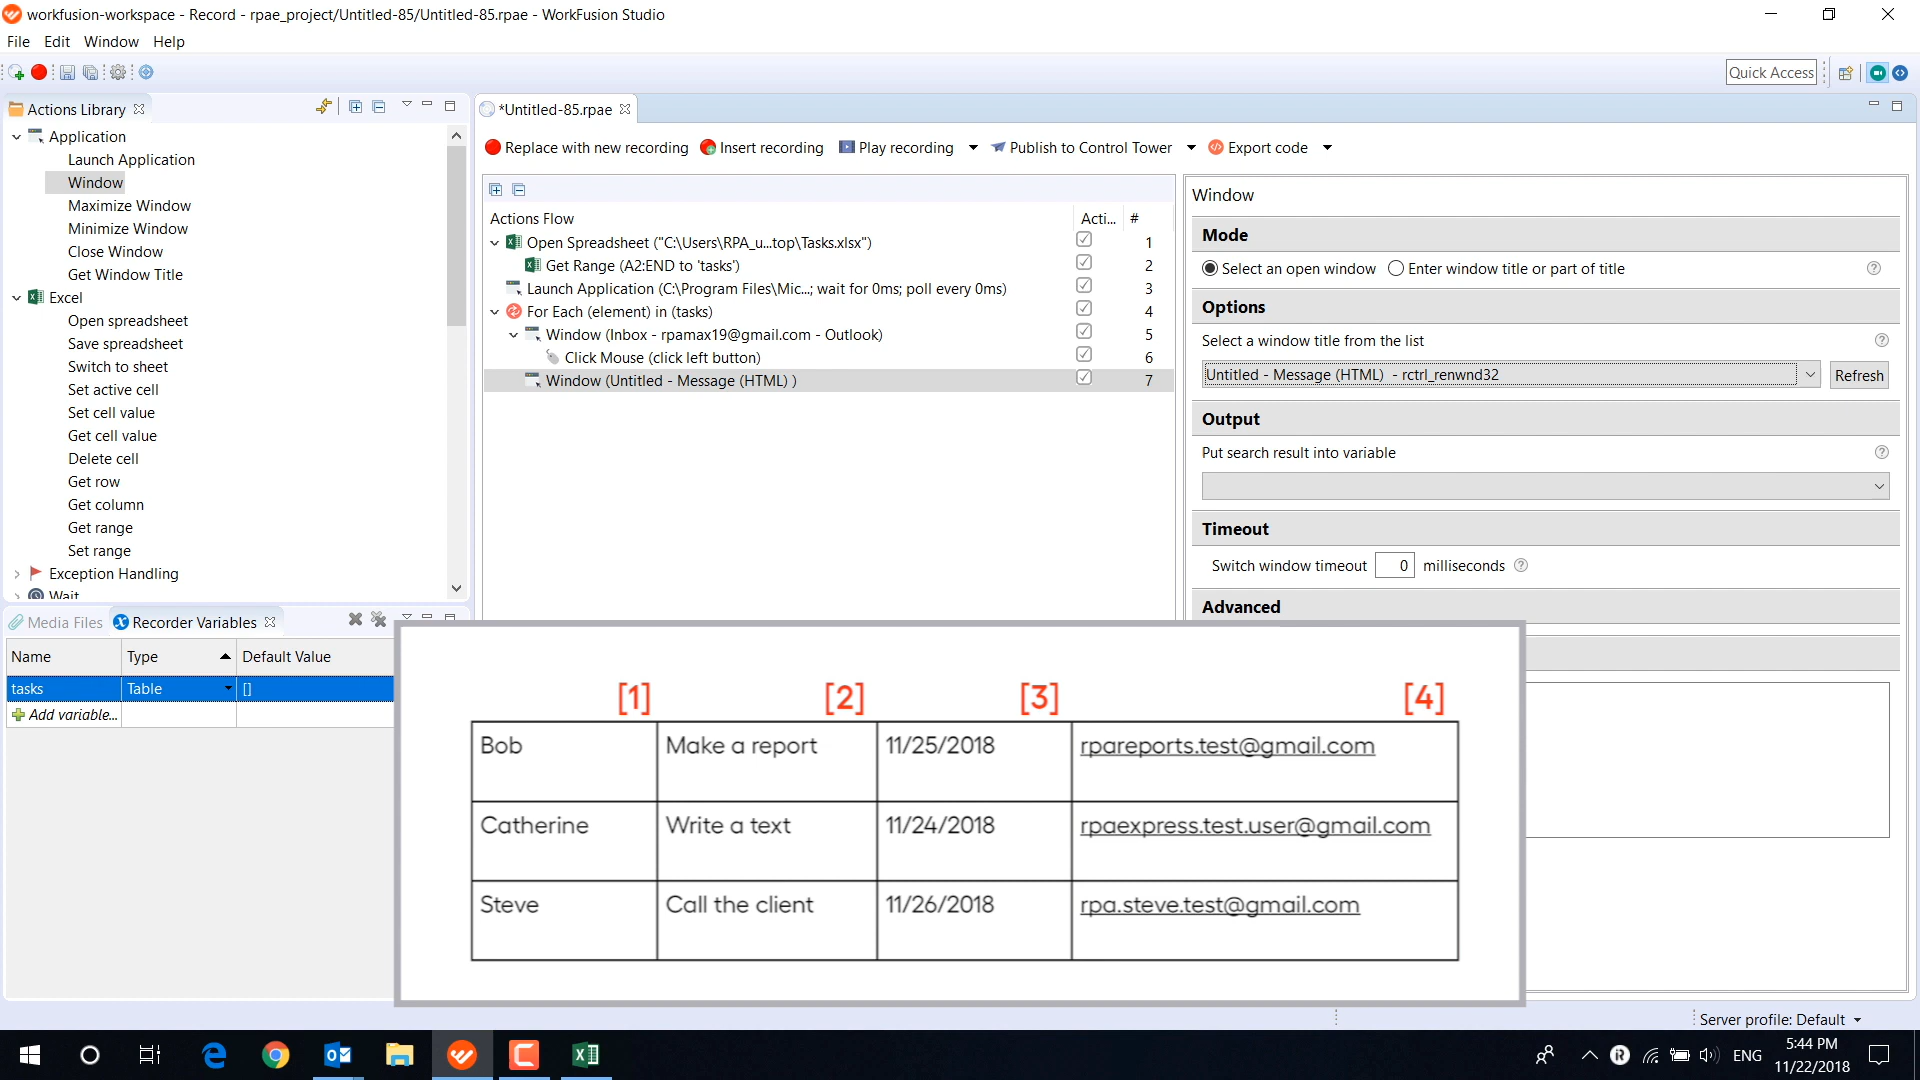 workfusion-workspace - Record - rpae_project/Untitled-85/Untitled-85.rpae - WorkFusion Studio
File Edit Window Help
Quick Access
Actions Library
Application
Launch Application
Window
Maximize Window
Minimize Window
Close Window
Get Window Title
Excel
Open spreadsheet
Save spreadsheet
Switch to sheet
Set active cell
Set cell value
Get cell value
Delete cell
Get row
Get column
Get range
Set range
Exception Handling
Wait
*Untitled-85.rpae
Replace with new recording Insert recording Play recording Publish to Control Tower Export code
Actions Flow Acti... #
Open Spreadsheet ("C:\Users\RPA_u...top\Tasks.xlsx") 1
Get Range (A2:END to 'tasks') 2
Launch Application (C:\Program Files\Mic...; wait for 0ms; poll every 0ms) 3
For Each (element) in (tasks) 4
Window (Inbox - rpamax19@gmail.com - Outlook) 5
Click Mouse (click left button) 6
Window (Untitled - Message (HTML) ) 7
Window
Mode
Select an open window Enter window title or part of title
Options
Select a window title from the list
Untitled - Message (HTML) - rctrl_renwnd32 Refresh
Output
Put search result into variable
Timeout
Switch window timeout 0 milliseconds
Advanced
Media Files Recorder Variables
Name Type Default Value
tasks Table []
Add variable...
[1] [2] [3] [4]
Bob Make a report 11/25/2018 rpareports.test@gmail.com
Catherine Write a text 11/24/2018 rpaexpress.test.user@gmail.com
Steve Call the client 11/26/2018 rpa.steve.test@gmail.com
Server profile: Default
ENG 5:44 PM
11/22/2018